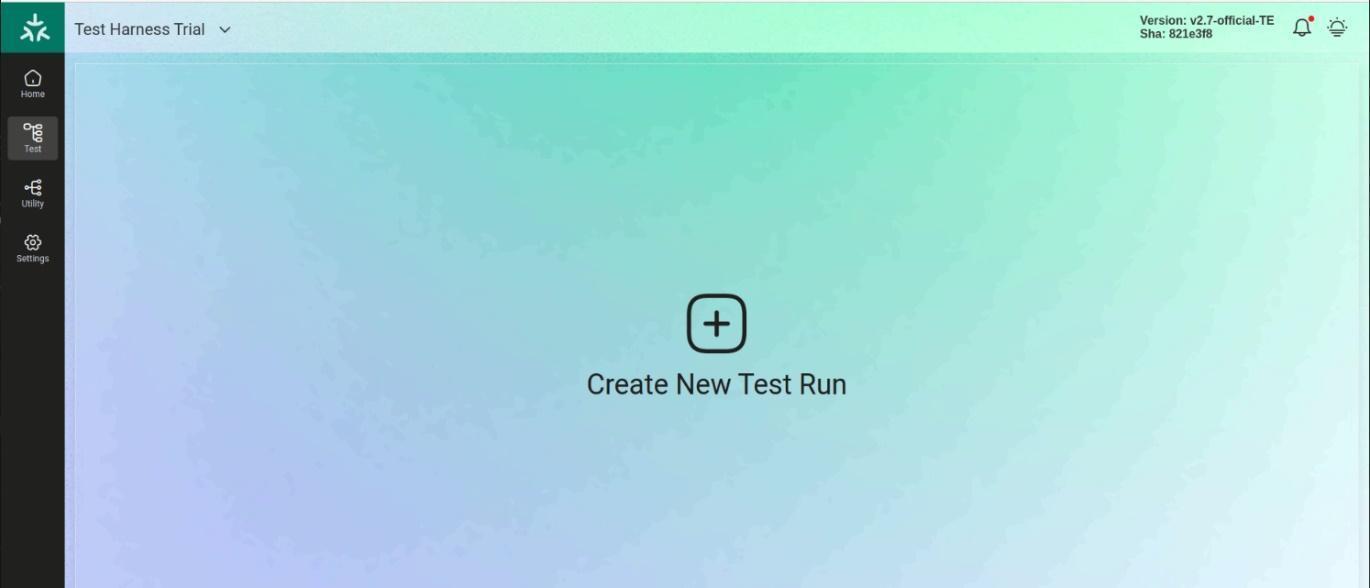 Test Harness Trial
Version: v2.7-official-TE
Sha: 821e3f8
Home
Test
Utility
Settings
Create New Test Run